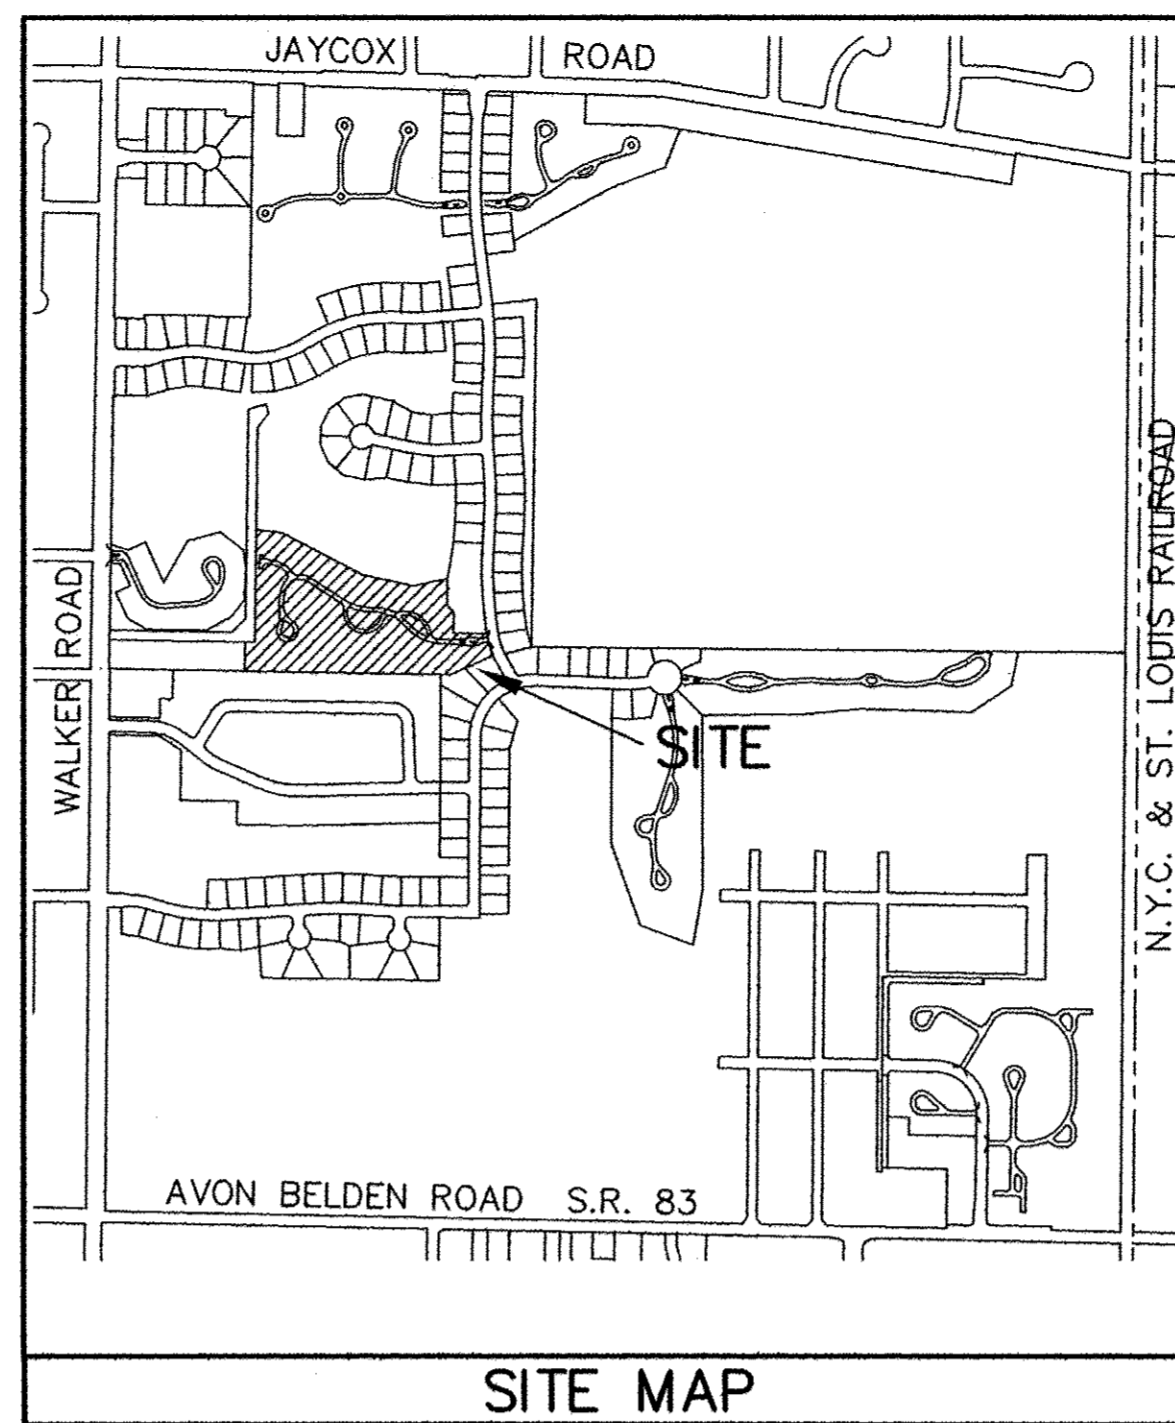 JAYCOX ROAD
WALKER ROAD
N.Y.C. & ST. LOUIS RAILROAD
SITE
AVON BELDEN ROAD S.R. 83
SITE MAP